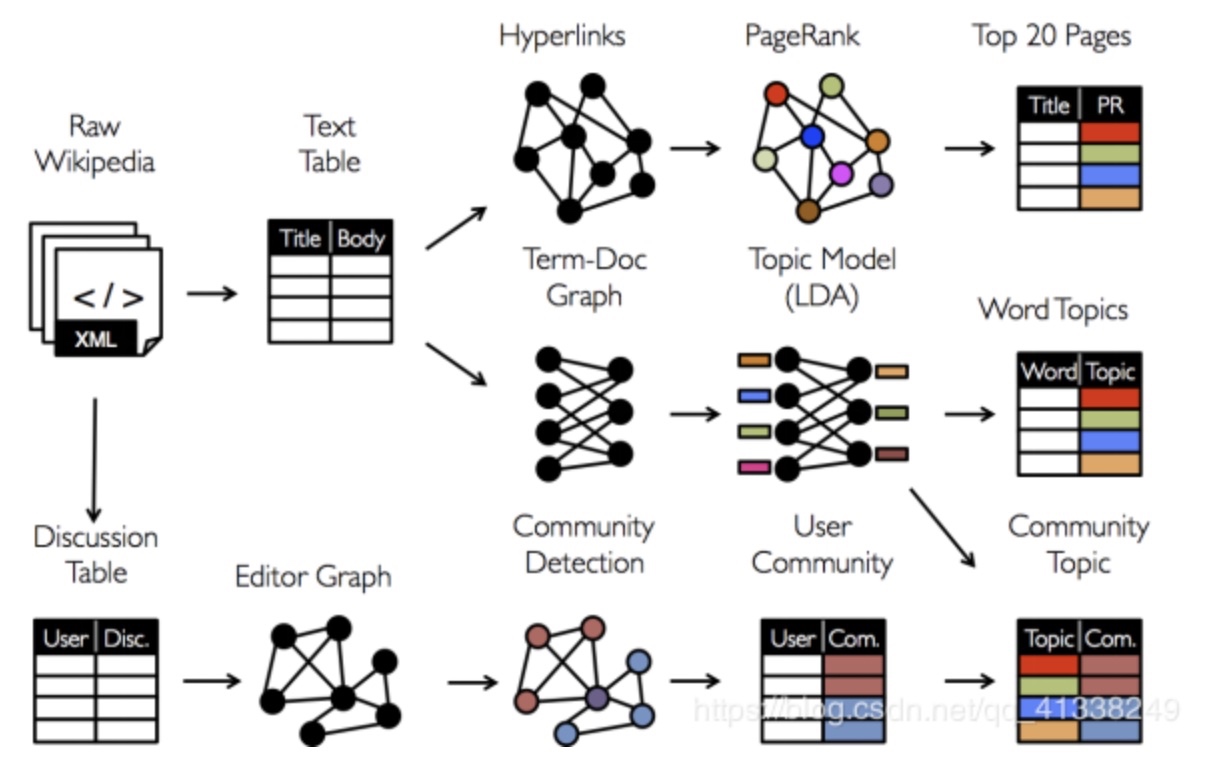 Hyperlinks
PageRank
Top 20 Pages
Raw
Wikipedia
Text
Table
Title PR
Title Body
</>
XML
Term-Doc
Graph
Topic Model
(LDA)
Word Topics
Word Topic
Discussion
Table
Editor Graph
Community
Detection
User
Community
Community
Topic
User Disc.
User Com.
Topic Com.
https://blog.csdn.net/qq_41338249